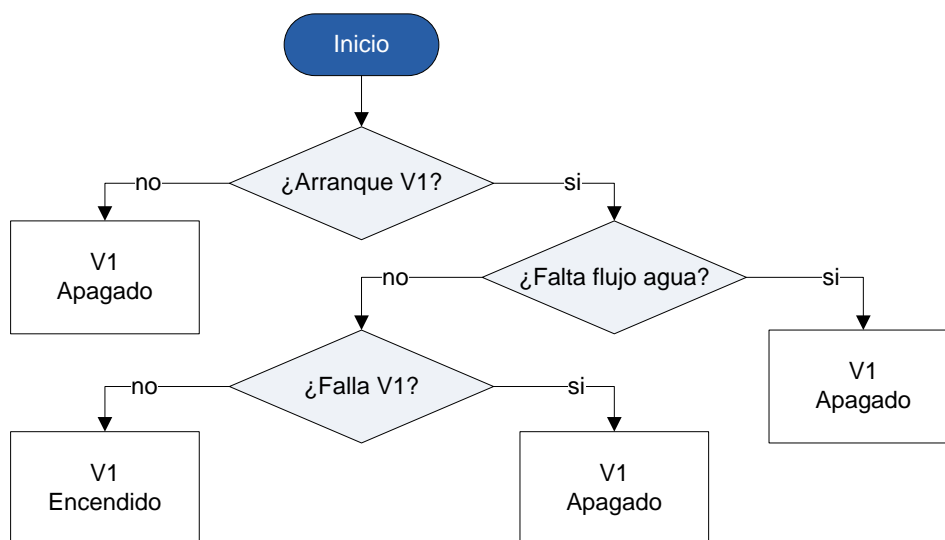 Inicio
¿Arranque V1?
no
si
V1
Apagado
¿Falta flujo agua?
no
si
V1
Apagado
¿Falla V1?
no
si
V1
Encendido
V1
Apagado